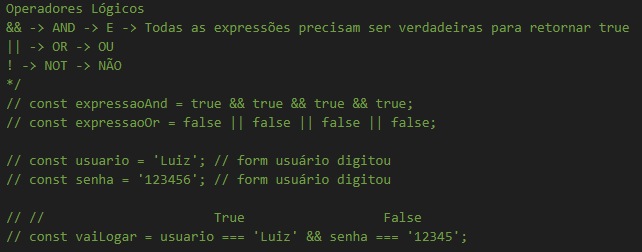 Operadores Lógicos
&& -> AND -> E -> Todas as expressões precisam ser verdadeiras para retornar true
|| -> OR -> OU
! -> NOT -> NÃO
*/
// const expressaoAnd = true && true && true && true;
// const expressaoOr = false || false || false || false;
// const usuario = 'Luiz'; // form usuário digitou
// const senha = '123456'; // form usuário digitou
// //                     True                 False
// const vaiLogar = usuario === 'Luiz' && senha === '12345';